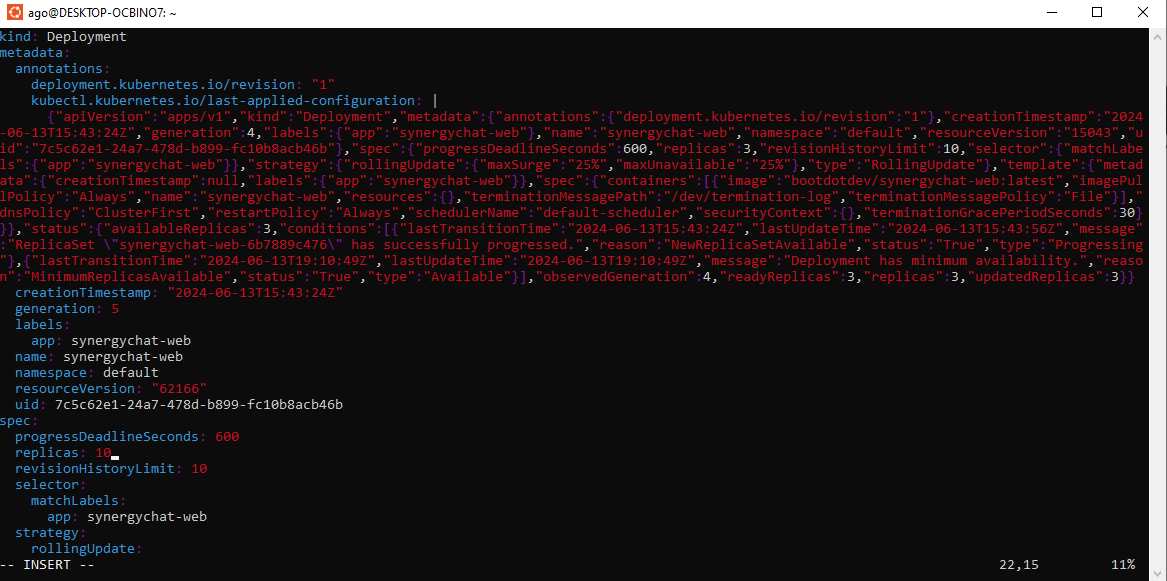 ago@DESKTOP-OCBINO7: ~
kind: Deployment
metadata:
  annotations:
    deployment.kubernetes.io/revision: "1"
    kubectl.kubernetes.io/last-applied-configuration: |
      {"apiVersion":"apps/v1","kind":"Deployment","metadata":{"annotations":{"deployment.kubernetes.io/revision":"1"},"creationTimestamp":"2024
-06-13T15:43:24Z","generation":4,"labels":{"app":"synergychat-web"},"name":"synergychat-web","namespace":"default","resourceVersion":"15043","u
id":"7c5c62e1-24a7-478d-b899-fc10b8acb46b"},"spec":{"progressDeadlineSeconds":600,"replicas":3,"revisionHistoryLimit":10,"selector":{"matchLabe
ls":{"app":"synergychat-web"}},"strategy":{"rollingUpdate":{"maxSurge":"25%","maxUnavailable":"25%"},"type":"RollingUpdate"},"template":{"metad
ata":{"creationTimestamp":null,"labels":{"app":"synergychat-web"}},"spec":{"containers":[{"image":"bootdotdev/synergychat-web:latest","imagePul
lPolicy":"Always","name":"synergychat-web","resources":{},"terminationMessagePath":"/dev/termination-log","terminationMessagePolicy":"File"}],"
dnsPolicy":"ClusterFirst","restartPolicy":"Always","schedulerName":"default-scheduler","securityContext":{},"terminationGracePeriodSeconds":30}
}},"status":{"availableReplicas":3,"conditions":[{"lastTransitionTime":"2024-06-13T15:43:24Z","lastUpdateTime":"2024-06-13T15:43:56Z","message"
:"ReplicaSet \"synergychat-web-6b7889c476\" has successfully progressed.","reason":"NewReplicaSetAvailable","status":"True","type":"Progressing
"},{"lastTransitionTime":"2024-06-13T19:10:49Z","lastUpdateTime":"2024-06-13T19:10:49Z","message":"Deployment has minimum availability.","reaso
n":"MinimumReplicasAvailable","status":"True","type":"Available"}],"observedGeneration":4,"readyReplicas":3,"replicas":3,"updatedReplicas":3}}
  creationTimestamp: "2024-06-13T15:43:24Z"
  generation: 5
  labels:
    app: synergychat-web
  name: synergychat-web
  namespace: default
  resourceVersion: "62166"
  uid: 7c5c62e1-24a7-478d-b899-fc10b8acb46b
spec:
  progressDeadlineSeconds: 600
  replicas: 10
  revisionHistoryLimit: 10
  selector:
    matchLabels:
      app: synergychat-web
  strategy:
    rollingUpdate:
-- INSERT -- 22,15 11%